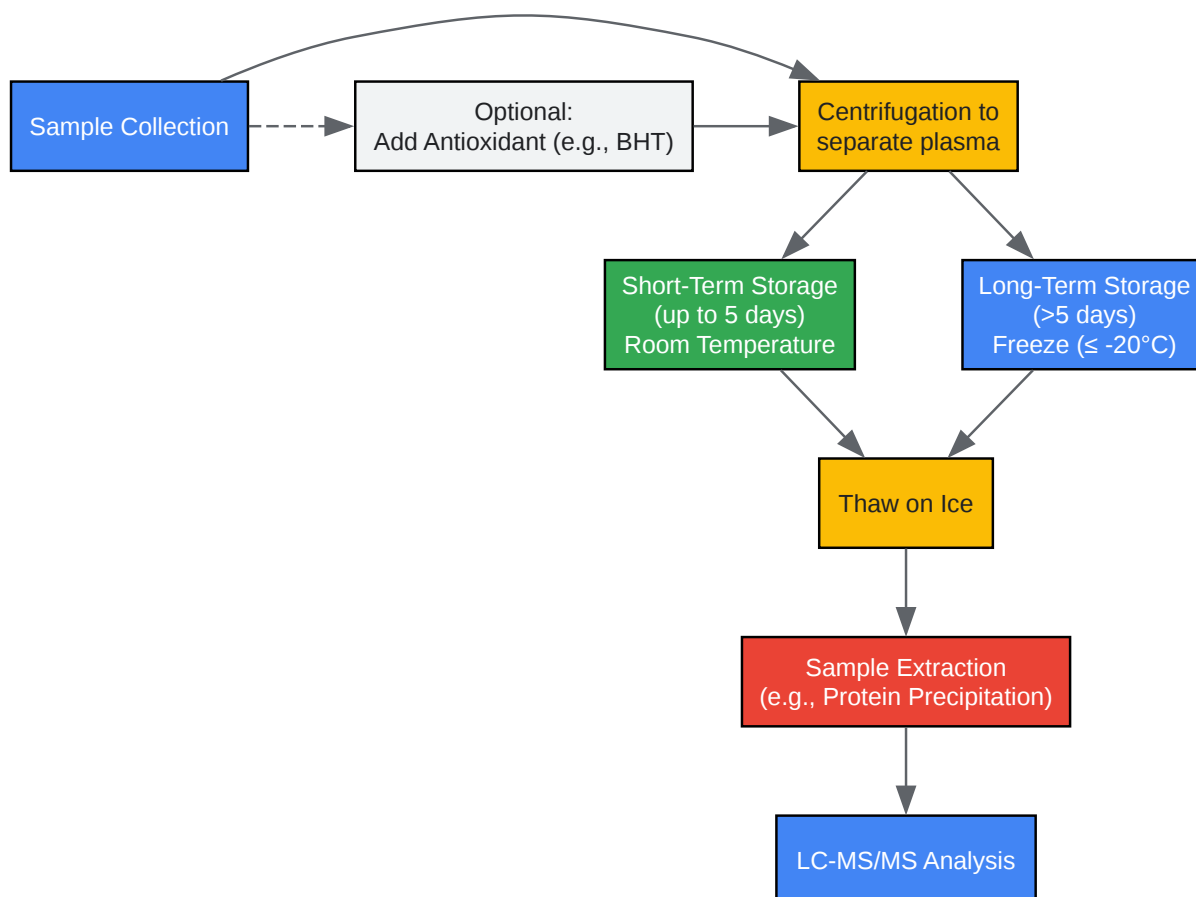 Sample Collection
Optional:
Add Antioxidant (e.g., BHT)
Centrifugation to
separate plasma
Short-Term Storage
(up to 5 days)
Room Temperature
Long-Term Storage
(>5 days)
Freeze (≤ -20°C)
Thaw on Ice
Sample Extraction
(e.g., Protein Precipitation)
LC-MS/MS Analysis